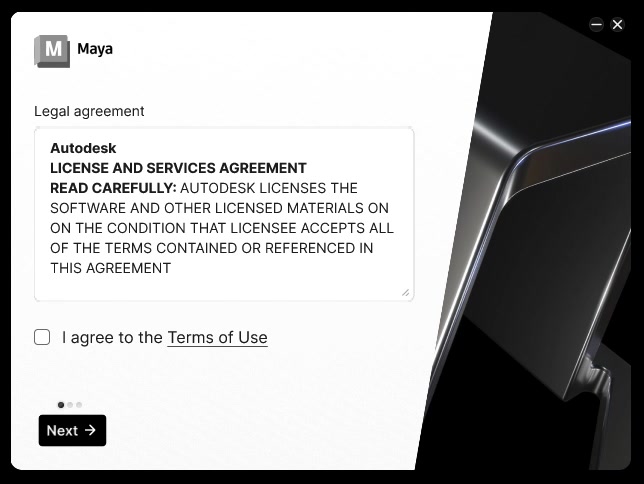 M Maya
Legal agreement
Autodesk
LICENSE AND SERVICES AGREEMENT
READ CAREFULLY: AUTODESK LICENSES THE
SOFTWARE AND OTHER LICENSED MATERIALS ON
ON THE CONDITION THAT LICENSEE ACCEPTS ALL
OF THE TERMS CONTAINED OR REFERENCED IN
THIS AGREEMENT
I agree to the Terms of Use
Next →